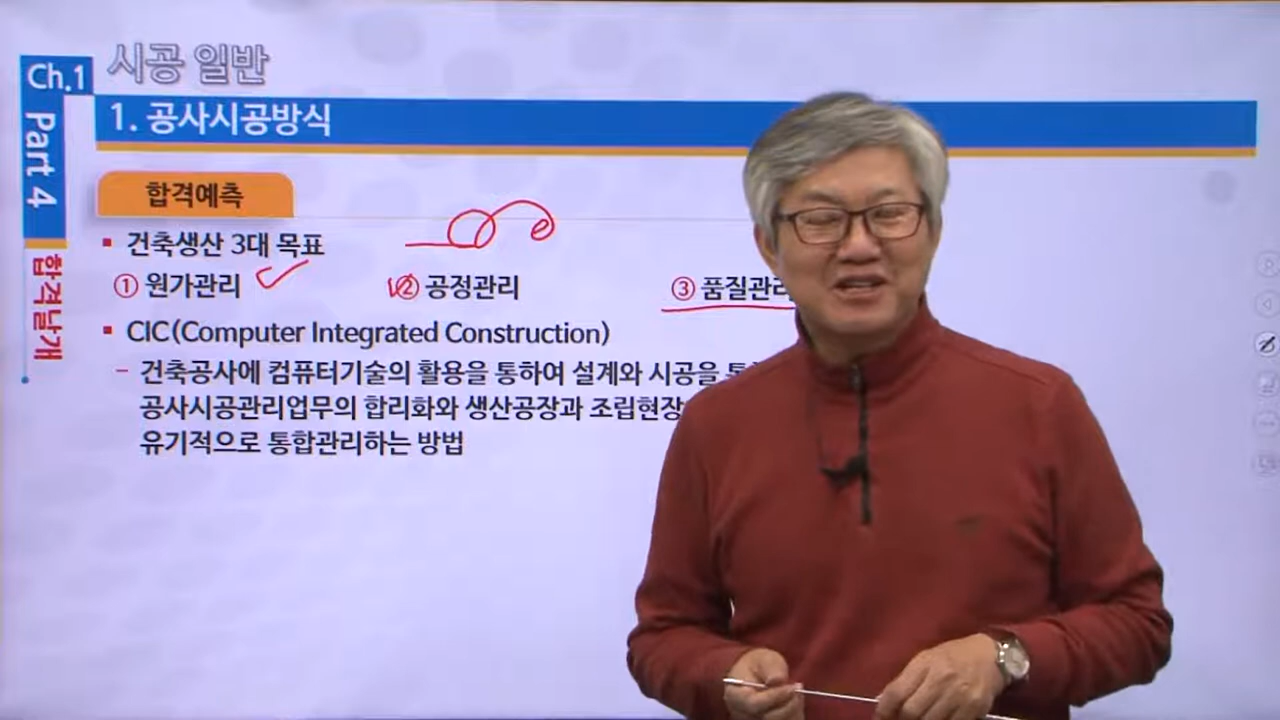 시공 일반
Ch.1
Part 4
합격날개
1. 공사시공방식
합격예측
▪ 건축생산 3대 목표
① 원가관리 ② 공정관리 ③ 품질관리
▪ CIC(Computer Integrated Construction)
– 건축공사에 컴퓨터기술의 활용을 통하여 설계와 시공을
공사시공관리업무의 합리화와 생산공장과 조립현장
유기적으로 통합관리하는 방법